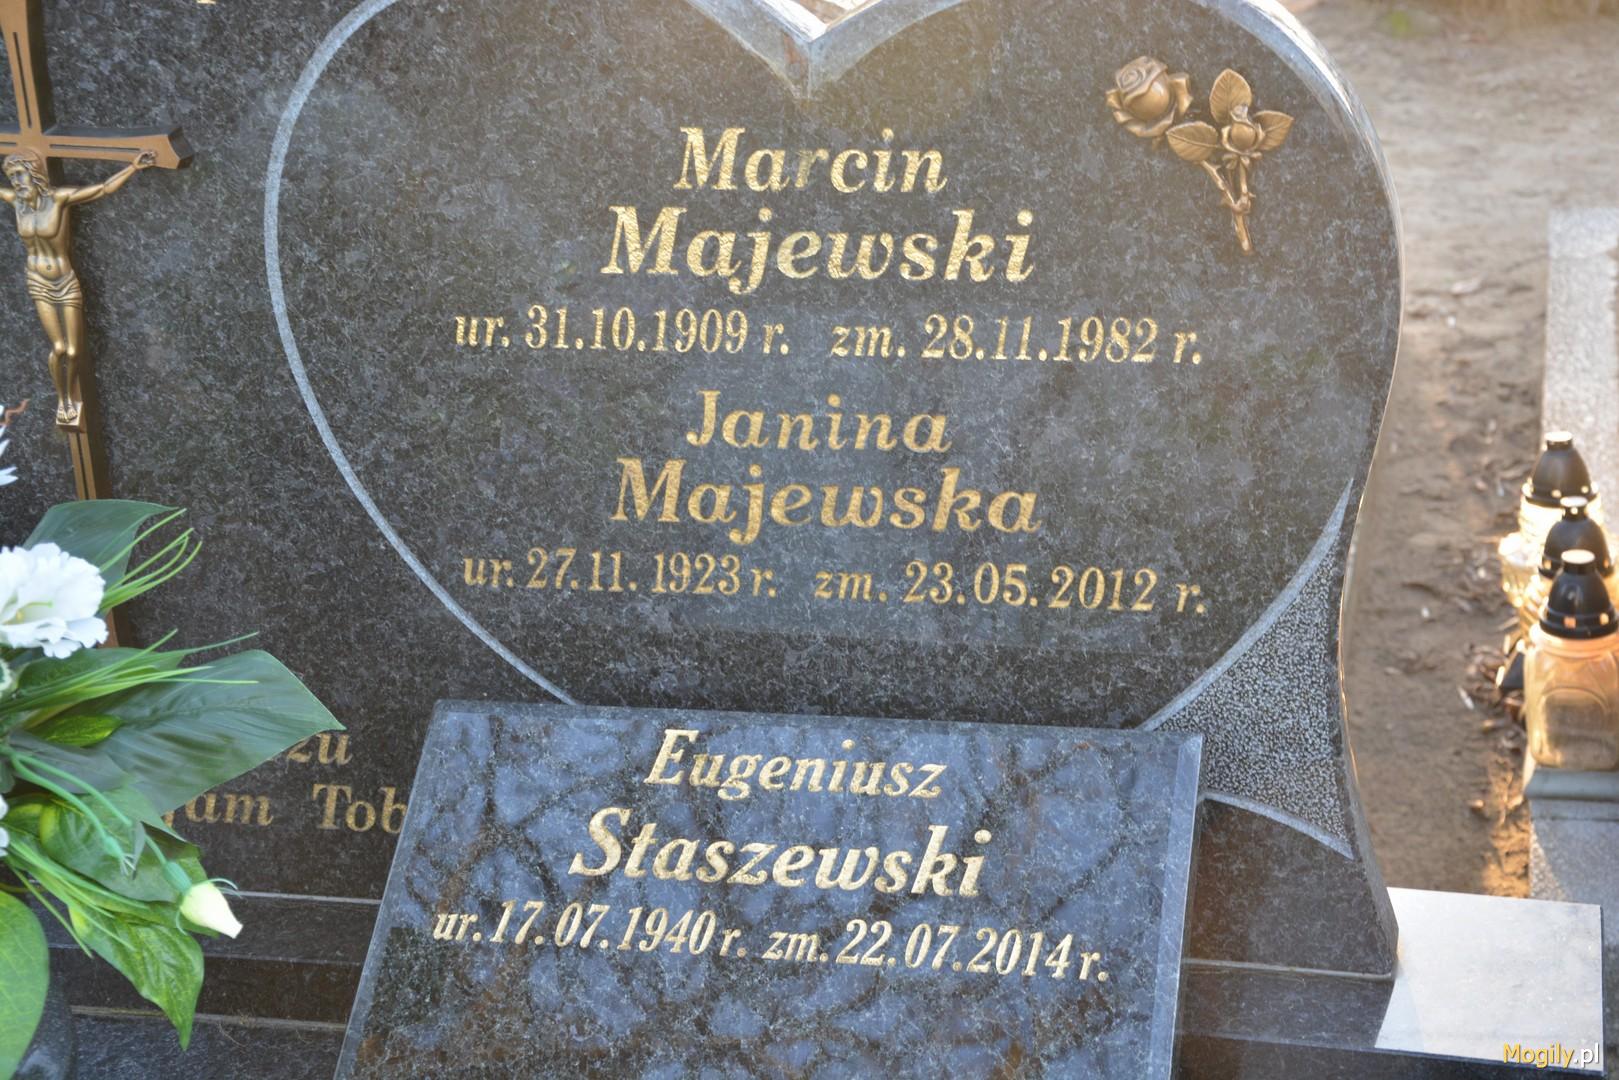 Marcin
Majewski
ur. 31.10.1909 r. zm. 28.11.1982 r.
Janina
Majewska
ur. 27.11.1923 r. zm. 23.05.2012 r.
Eugeniusz
Staszewski
ur. 17.07.1940 r. zm. 22.07.2014 r.
Mogily.pl